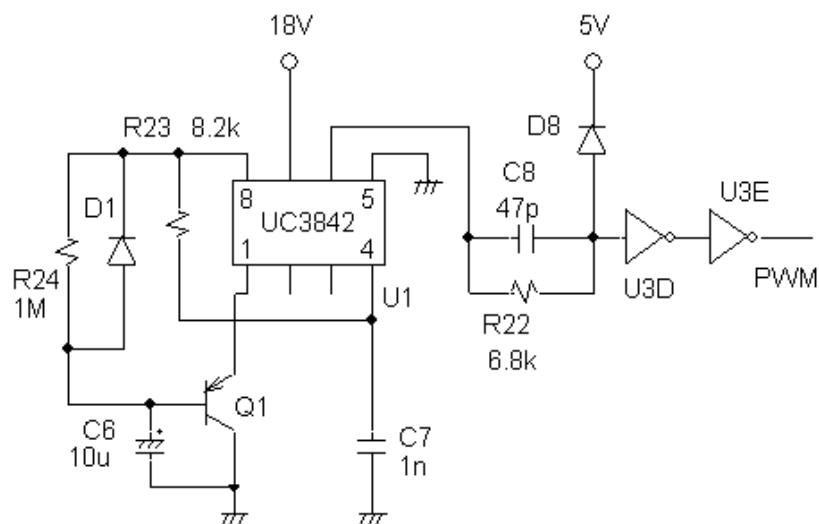 18V
5V
R23 8.2k
D8
C8
47p
U3E
D1
8
5
UC3842
1
4
R24
1M
U1
U3D
PWM
R22
6.8k
Q1
C6
10u
+
C7
1n